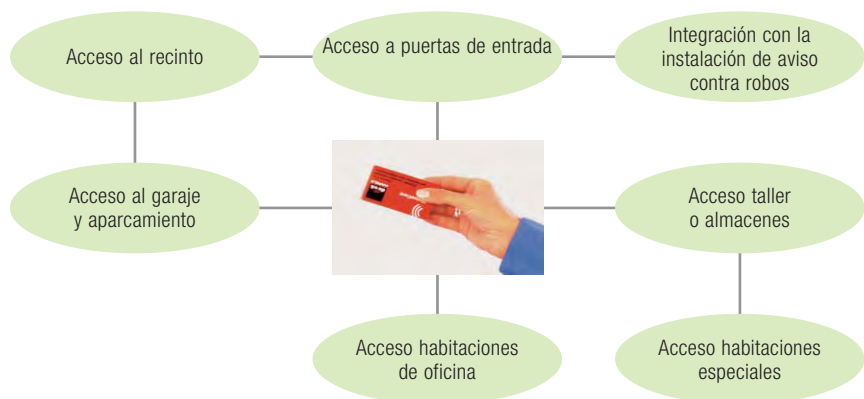 Acceso al recinto
Acceso a puertas de entrada
Integración con la
instalación de aviso
contra robos
Acceso al garaje
y aparcamiento
Acceso taller
o almacenes
Acceso habitaciones
de oficina
Acceso habitaciones
especiales